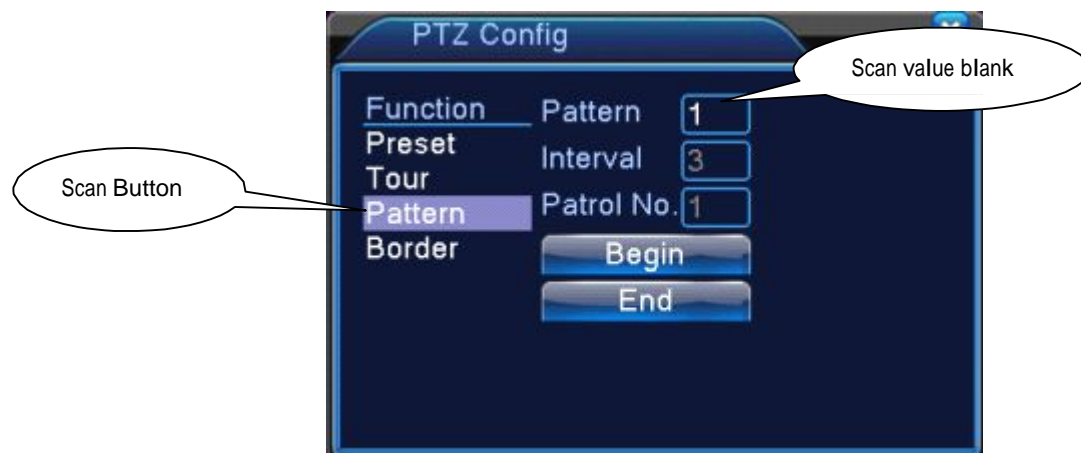 PTZ Config
Scan value blank
Function
Pattern 1
Preset
Interval 3
Tour
Scan Button
Pattern
Patrol No. 1
Border
Begin
End